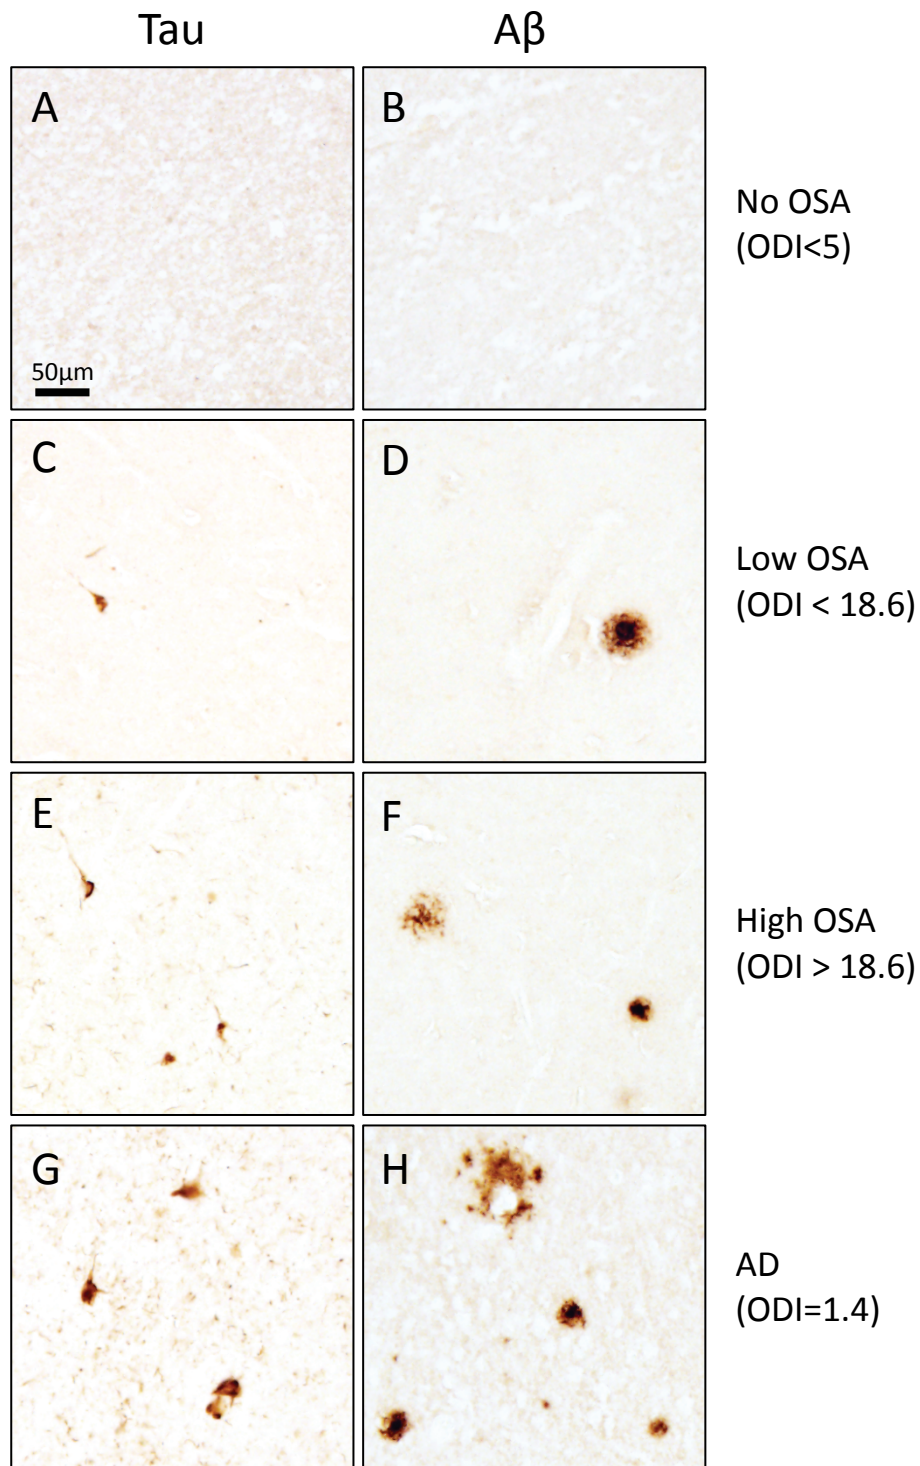 Tau
Aβ
A
B
No OSA
(ODI<5)
50μm
C
D
Low OSA
(ODI < 18.6)
E
F
High OSA
(ODI > 18.6)
G
H
AD
(ODI=1.4)